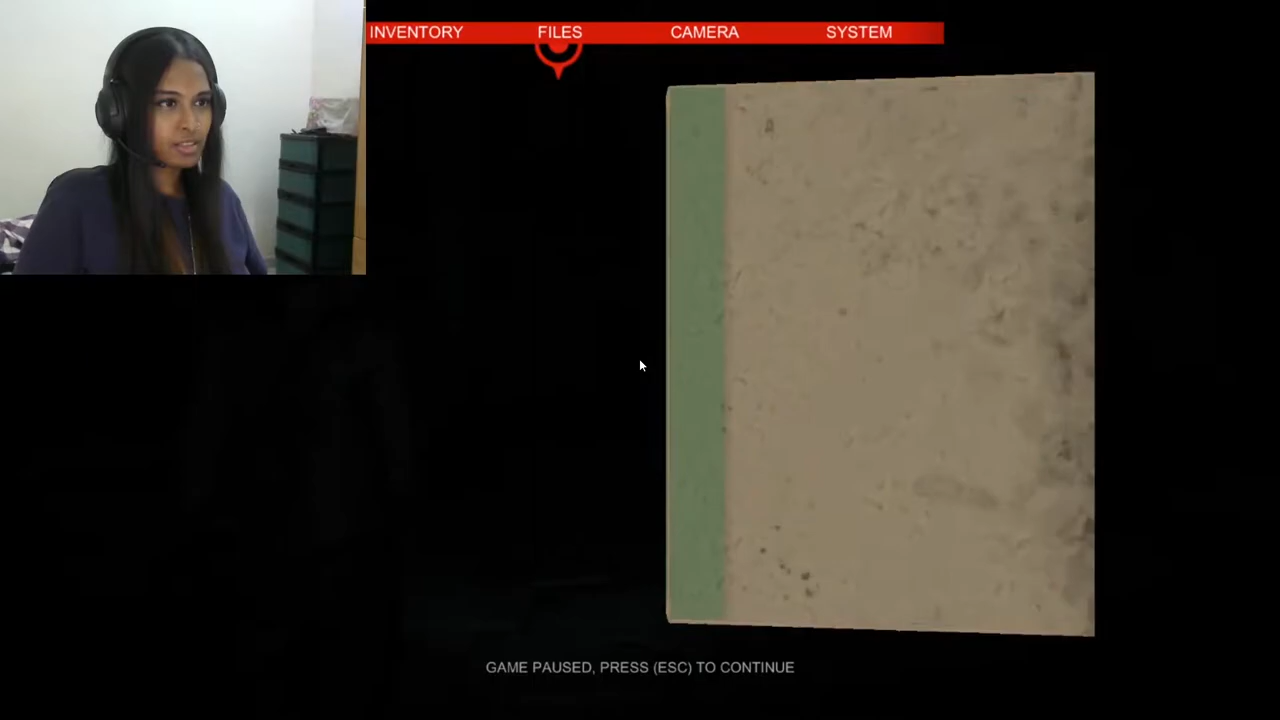 INVENTORY FILES CAMERA SYSTEM
GAME PAUSED, PRESS (ESC) TO CONTINUE